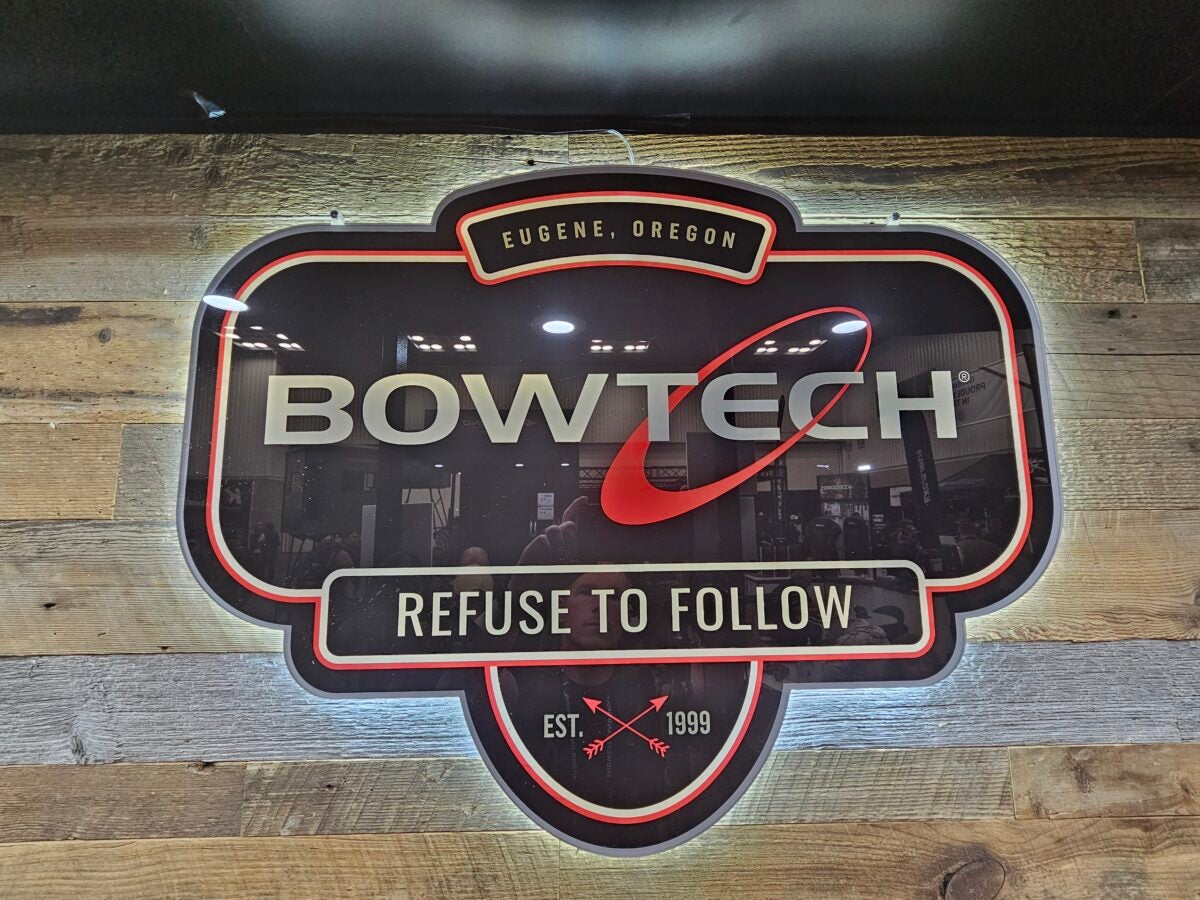 EUGENE, OREGON
BOWTECH®
REFUSE TO FOLLOW
EST. 1999